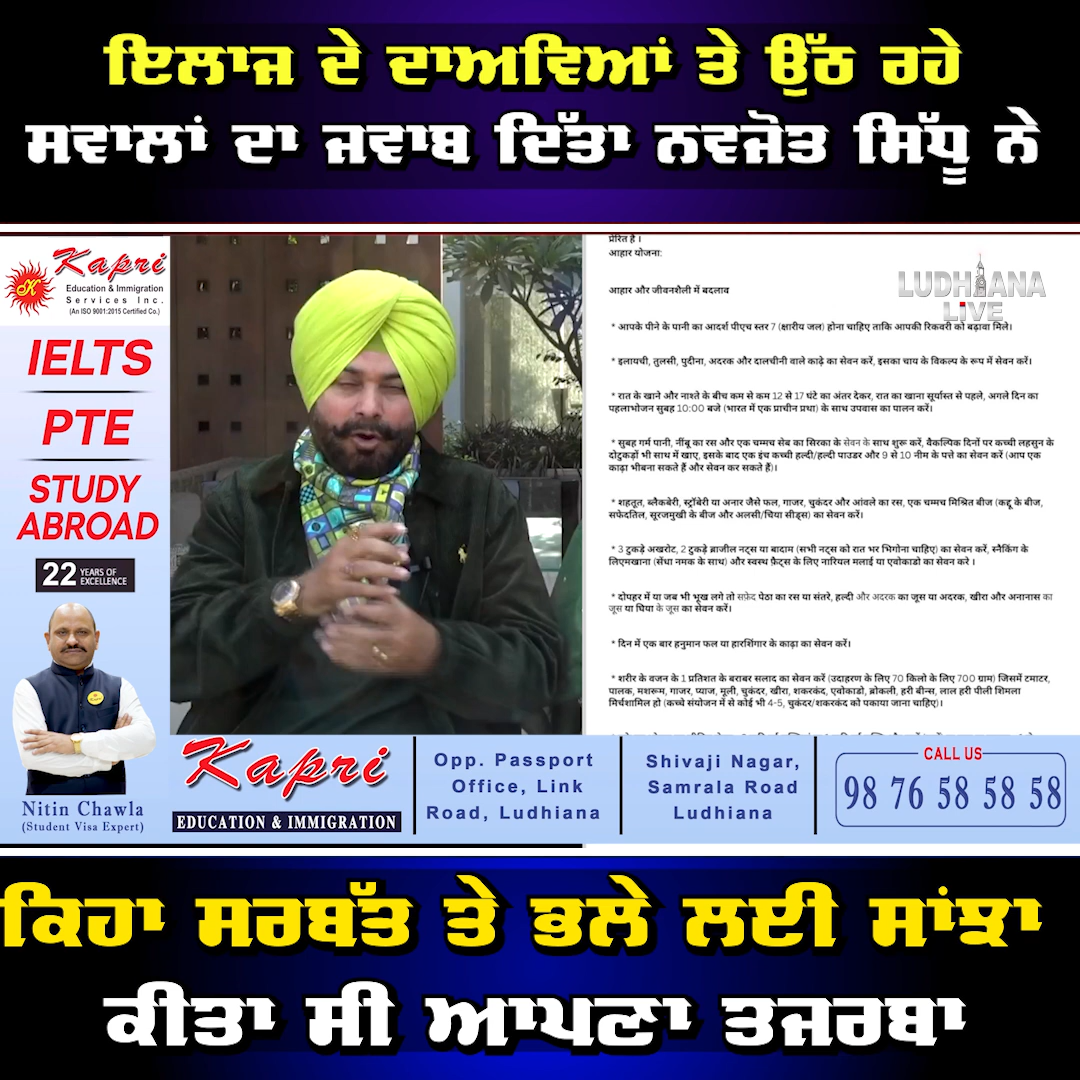 ਇਲਾਜ ਦੇ ਦਾਅਵਿਆਂ ਤੇ ਉੱਠ ਰਹੇ
ਸਵਾਲਾਂ ਦਾ ਜਵਾਬ ਦਿੱਤਾ ਨਵਜੋਤ ਸਿੱਧੂ ਨੇ
Kapri
Education & Immigration
Services Inc.
(An ISO 9001:2015 Certified Co.)
IELTS
PTE
STUDY
ABROAD
22 YEARS OF
EXCELLENCE
Nitin Chawla
(Student Visa Expert)
LUDHIANA
LIVE
प्रेरित है ।
आहार योजना:
आहार और जीवनशैली में बदलाव
* आपके पीने के पानी का आदर्श पीएच स्तर 7 (क्षारीय जल) होना चाहिए ताकि आपकी रिकवरी को बढ़ावा मिले।
* इलायची, तुलसी, पुदीना, अदरक और दालचीनी वाले काढ़े का सेवन करें, इसका चाय के विकल्प के रूप में सेवन करें।
* रात के खाने और नाश्ते के बीच कम से कम 12 से 17 घंटे का अंतर देकर, रात का खाना सूर्यास्त से पहले, अगले दिन का
पहलाभोजन सुबह 10:00 बजे (भारत में एक प्राचीन प्रथा) के साथ उपवास का पालन करें।
* सुबह गर्म पानी, नींबू का रस और एक चम्मच सेब का सिरका के सेवन के साथ शुरू करें, वैकल्पिक दिनों पर कच्ची लहसुन के
दोटुकड़ों भी साथ में खाए, इसके बाद एक इंच कच्ची हल्दी/हल्दी पाउडर और 9 से 10 नीम के पत्ते का सेवन करें (आप एक
काढ़ा भीबना सकते हैं और सेवन कर सकते हैं)।
* शहतूत, ब्लैकबेरी, स्ट्रॉबेरी या अनार जैसे फल, गाजर, चुकंदर और आंवले का रस, एक चम्मच मिश्रित बीज (कद्दू के बीज,
सफेदतिल, सूरजमुखी के बीज और अलसी/चिया सीड्स) का सेवन करें।
* 3 टुकड़े अखरोट, 2 टुकड़े ब्राजील नट्स या बादाम (सभी नट्स को रात भर भिगोना चाहिए) का सेवन करें, स्नैकिंग के
लिएमखाना (सेंधा नमक के साथ) और स्वस्थ फ़ैट्स के लिए नारियल मलाई या एवोकाडो का सेवन करे ।
* दोपहर में या जब भी भूख लगे तो सफ़ेद पेठा का रस या संतरे, हल्दी और अदरक का जूस या अदरक, खीरा और अनानास का
जूस या घिया के जूस का सेवन करें।
* दिन में एक बार हनुमान फल या हारशिंगार के काढ़ा का सेवन करें।
* शरीर के वजन के 1 प्रतिशत के बराबर सलाद का सेवन करें (उदाहरण के लिए 70 किलो के लिए 700 ग्राम) जिसमें टमाटर,
पालक, मशरूम, गाजर, प्याज, मूली, चुकंदर, खीरा, शकरकंद, एवोकाडो, ब्रोकली, हरी बीन्स, लाल हरी पीली शिमला
मिर्चशामिल हो (कच्चे संयोजन में से कोई भी 4-5, चुकंदर/शकरकंद को पकाया जाना चाहिए)।
Kapri
EDUCATION & IMMIGRATION
Opp. Passport
Office, Link
Road, Ludhiana
Shivaji Nagar,
Samrala Road
Ludhiana
CALL US
98 76 58 58 58
ਕਿਹਾ ਸਰਬੱਤ ਤੇ ਭਲੇ ਲਈ ਸਾਂਝਾ
ਕੀਤਾ ਸੀ ਆਪਣਾ ਤਜਰਬਾ